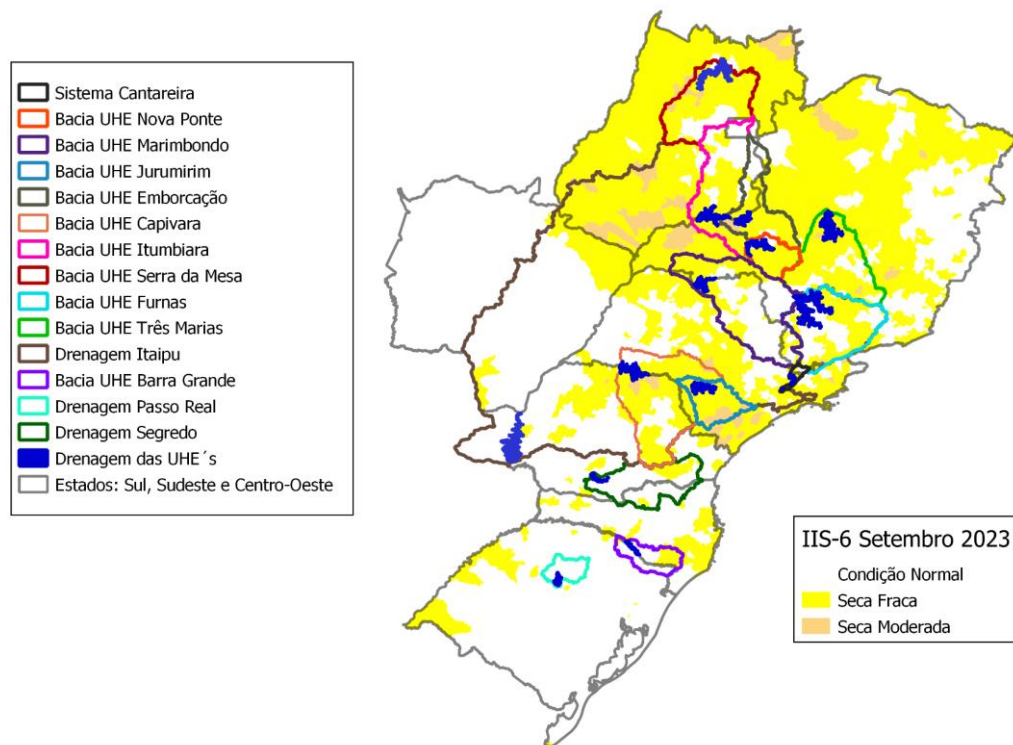 Sistema Cantareira
Bacia UHE Nova Ponte
Bacia UHE Marimbondo
Bacia UHE Jurumirim
Bacia UHE Emborcação
Bacia UHE Capivara
Bacia UHE Itumbiara
Bacia UHE Serra da Mesa
Bacia UHE Furnas
Bacia UHE Três Marias
Drenagem Itaipu
Bacia UHE Barra Grande
Drenagem Passo Real
Drenagem Segredo
Drenagem das UHE´s
Estados: Sul, Sudeste e Centro-Oeste
IIS-6 Setembro 2023
Condição Normal
Seca Fraca
Seca Moderada